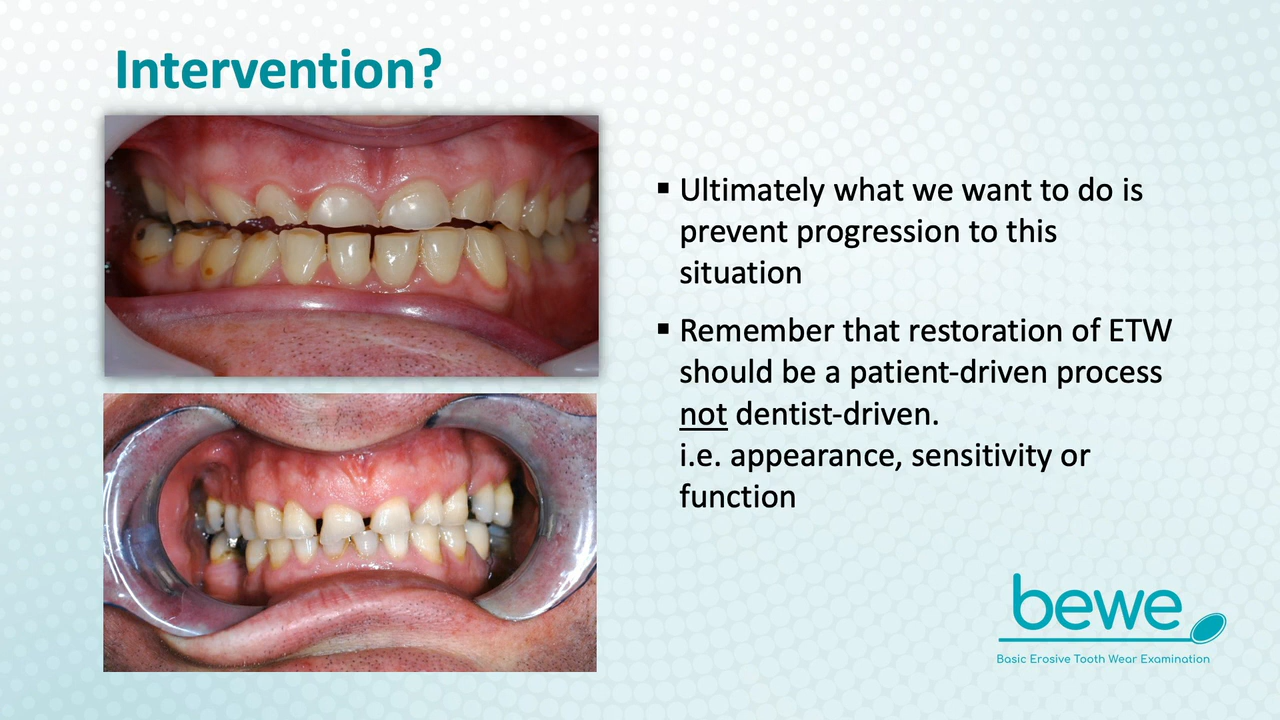 Intervention?
▪ Ultimately what we want to do is
prevent progression to this
situation
▪ Remember that restoration of ETW
should be a patient-driven process
not dentist-driven.
i.e. appearance, sensitivity or
function
bewe
Basic Erosive Tooth Wear Examination